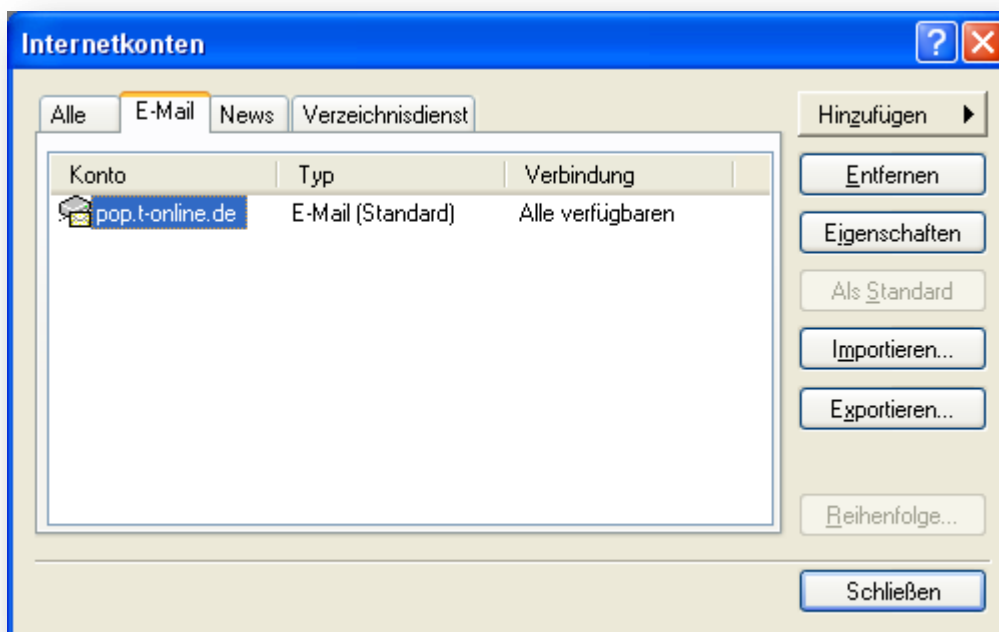 Internetkonten
Alle E-Mail News Verzeichnisdienst
Konto Typ Verbindung
pop.t-online.de E-Mail (Standard) Alle verfügbaren
Hinzufügen
Entfernen
Eigenschaften
Als Standard
Importieren...
Exportieren...
Reihenfolge...
Schließen